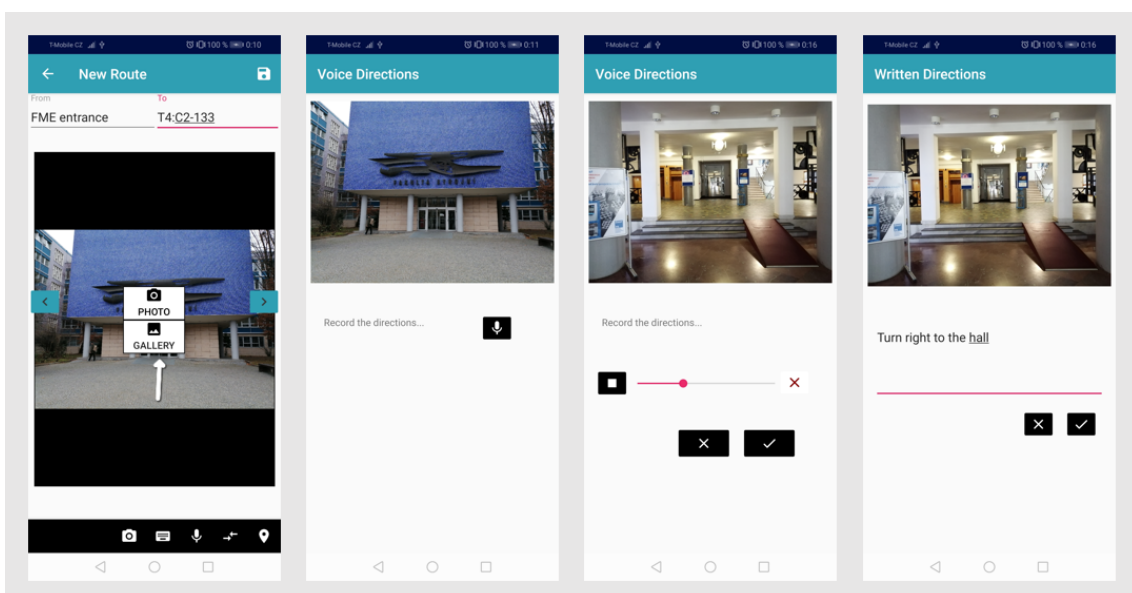 T-Mobile CZ 100 % 0:10
New Route
From To
FME entrance T4:C2-133
PHOTO
GALLERY
T-Mobile CZ 100 % 0:11
Voice Directions
Record the directions...
T-Mobile CZ 100 % 0:16
Voice Directions
Record the directions...
T-Mobile CZ 100 % 0:16
Written Directions
Turn right to the hall